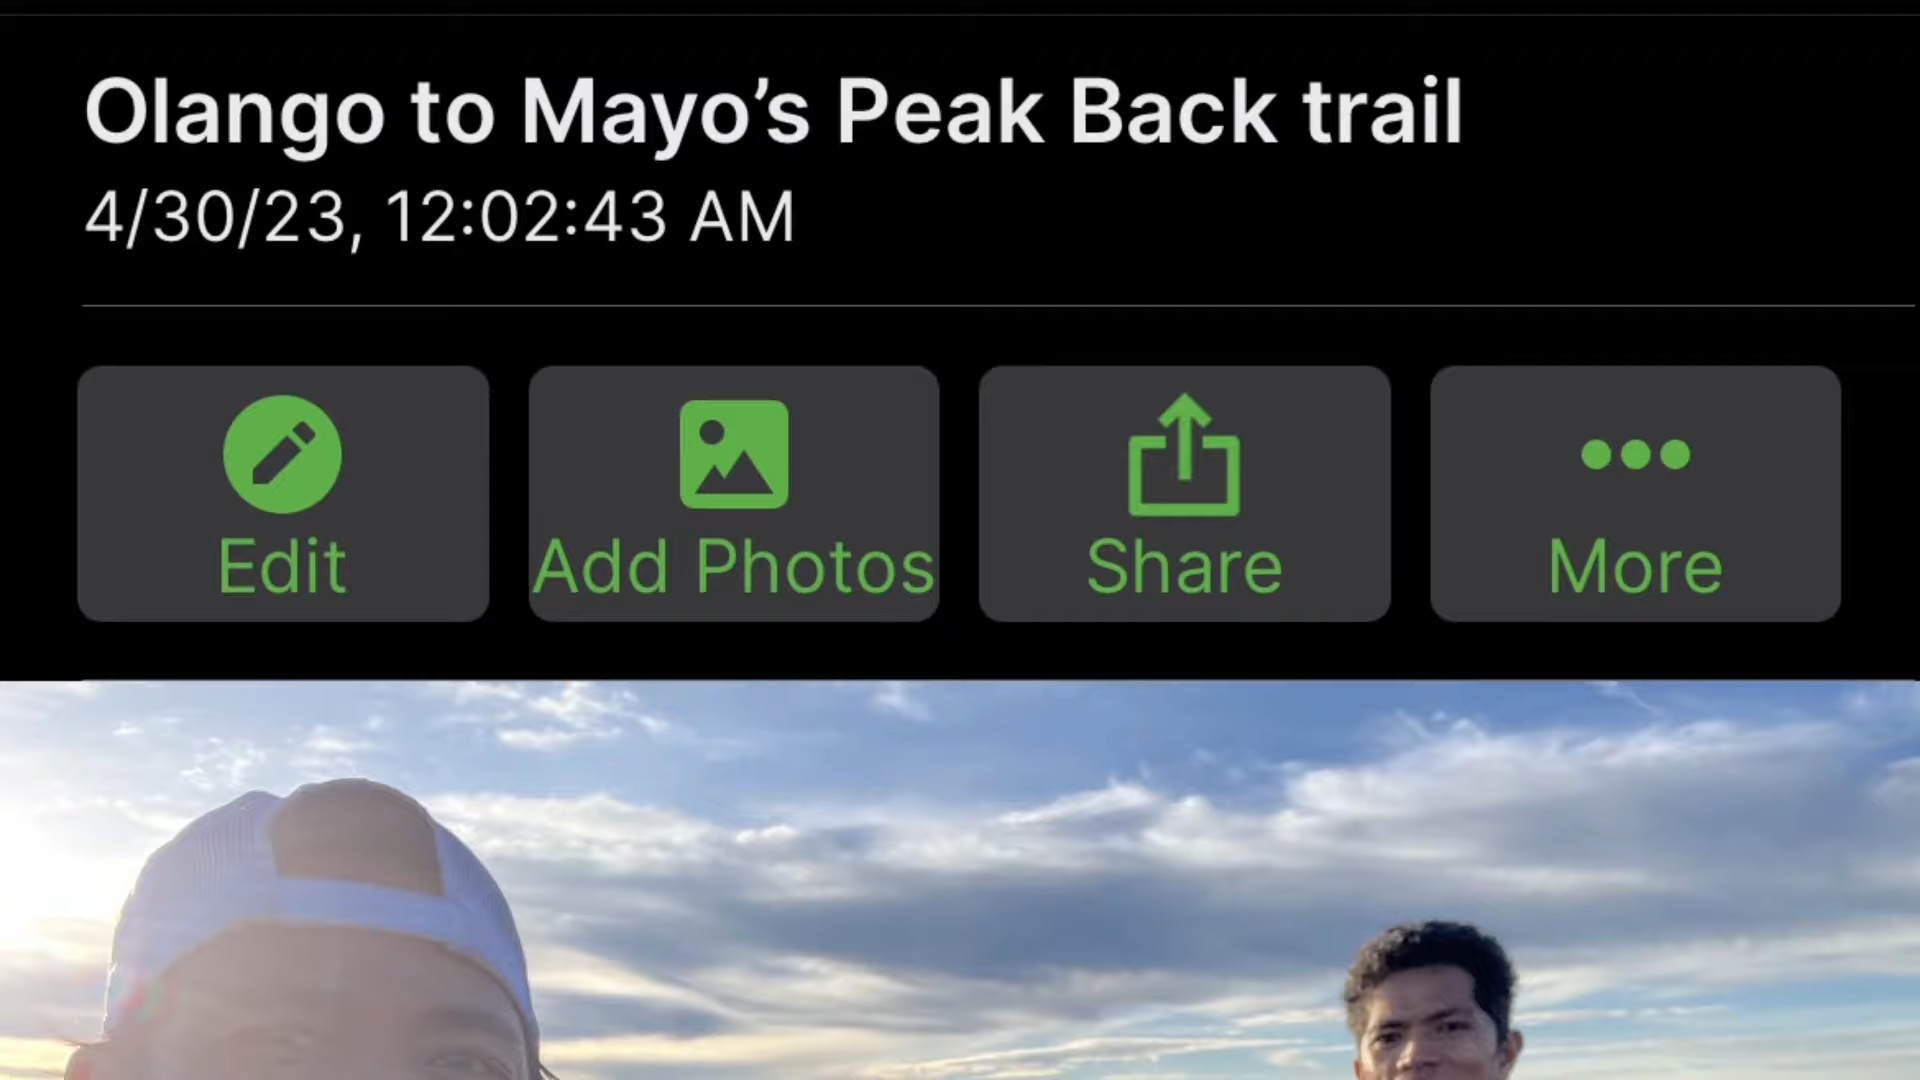 Olango to Mayo’s Peak Back trail
4/30/23, 12:02:43 AM
Edit
Add Photos
Share
More